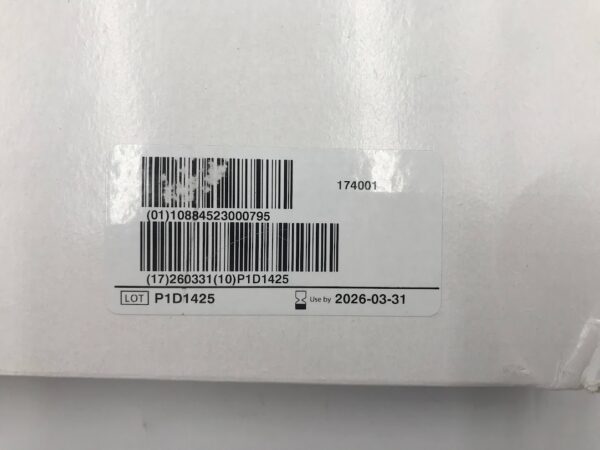 174001
(01)10884523000795
(17)260331(10)P1D1425
LOT P1D1425 Use by 2026-03-31